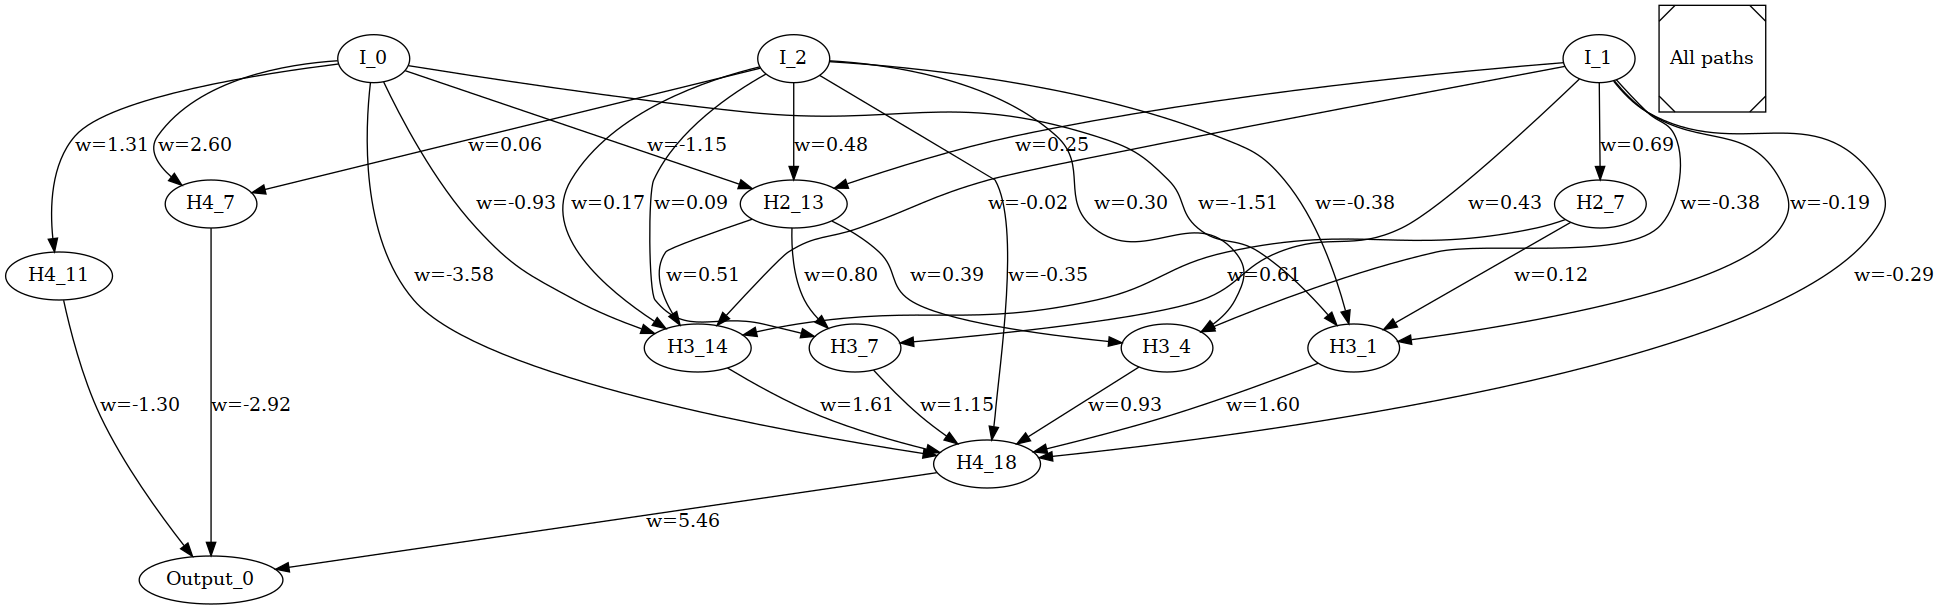 I_0
I_2
I_1
All paths
w=1.31
w=2.60
w=0.06
w=-1.15
w=0.48
w=0.25
w=0.69
H4_7
w=-0.93
w=0.17
w=0.09
H2_13
w=-0.02
w=0.30
w=-1.51
w=-0.38
w=0.43
H2_7
w=-0.38
w=-0.19
H4_11
w=-3.58
w=0.51
w=0.80
w=0.39
w=-0.35
w=0.61
w=0.12
w=-0.29
H3_14
H3_7
H3_4
H3_1
w=-1.30
w=-2.92
w=1.61
w=1.15
w=0.93
w=1.60
H4_18
w=5.46
Output_0